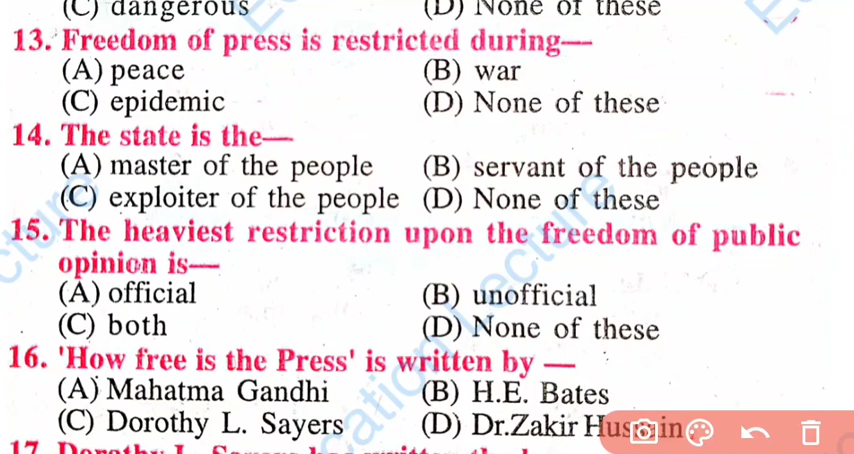 (C) dangerous (D) None of these
13. Freedom of press is restricted during—
(A) peace (B) war
(C) epidemic (D) None of these
14. The state is the—
(A) master of the people (B) servant of the people
(C) exploiter of the people (D) None of these
15. The heaviest restriction upon the freedom of public
opinion is—
(A) official (B) unofficial
(C) both (D) None of these
16. 'How free is the Press' is written by —
(A) Mahatma Gandhi (B) H.E. Bates
(C) Dorothy L. Sayers (D) Dr.Zakir Hussain
17. Dorothy L.